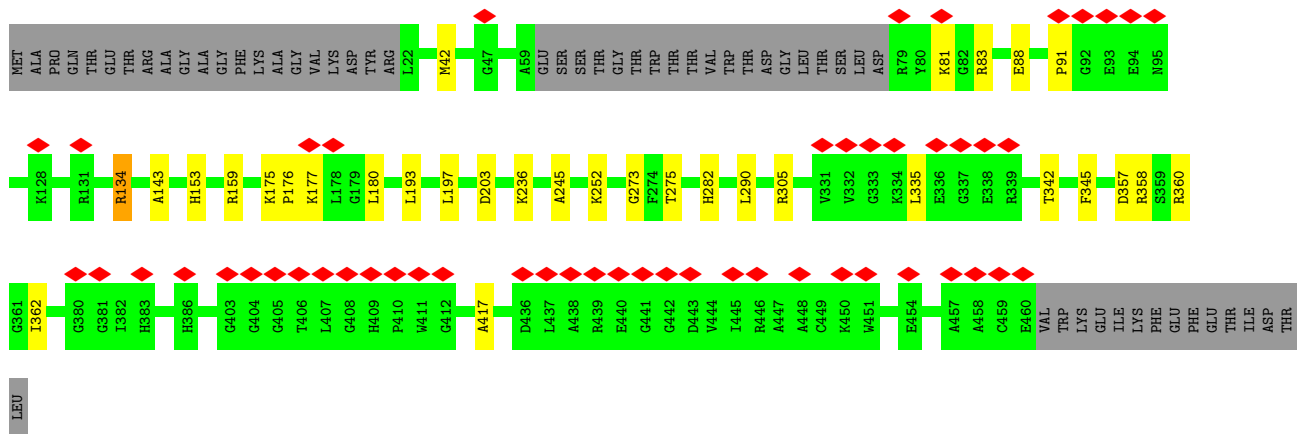 MET ALA PRO GLN THR GLU THR ARG ALA GLY ALA GLY PHE LYS ALA GLY VAL LYS ASP TYR ARG L22 M42 G47 A59 GLU SER SER THR GLY THR TRP THR THR VAL TRP THR ASP GLY LEU THR SER LEU ASP R79 Y80 K81 G82 R83 E88 P91 G92 E93 E94 N95
K128 R131 R134 A143 H153 R159 K175 P176 K177 L178 G179 L180 L193 L197 D203 K236 A245 K252 G273 F274 T275 H282 L290 R305 V331 V332 G333 K334 L335 E336 G337 E338 R339 T342 F345 D357 R358 S359 R360
G361 I362 G380 G381 I382 H383 H386 G403 G404 G405 T406 L407 G408 H409 P410 W411 G412 A417 D436 L437 A438 R439 E440 G441 G442 D443 V444 I445 R446 A447 A448 C449 K450 W451 E454 A457 A458 C459 E460 VAL TRP LYS GLU ILE LYS PHE GLU PHE GLU THR ILE ASP THR
LEU